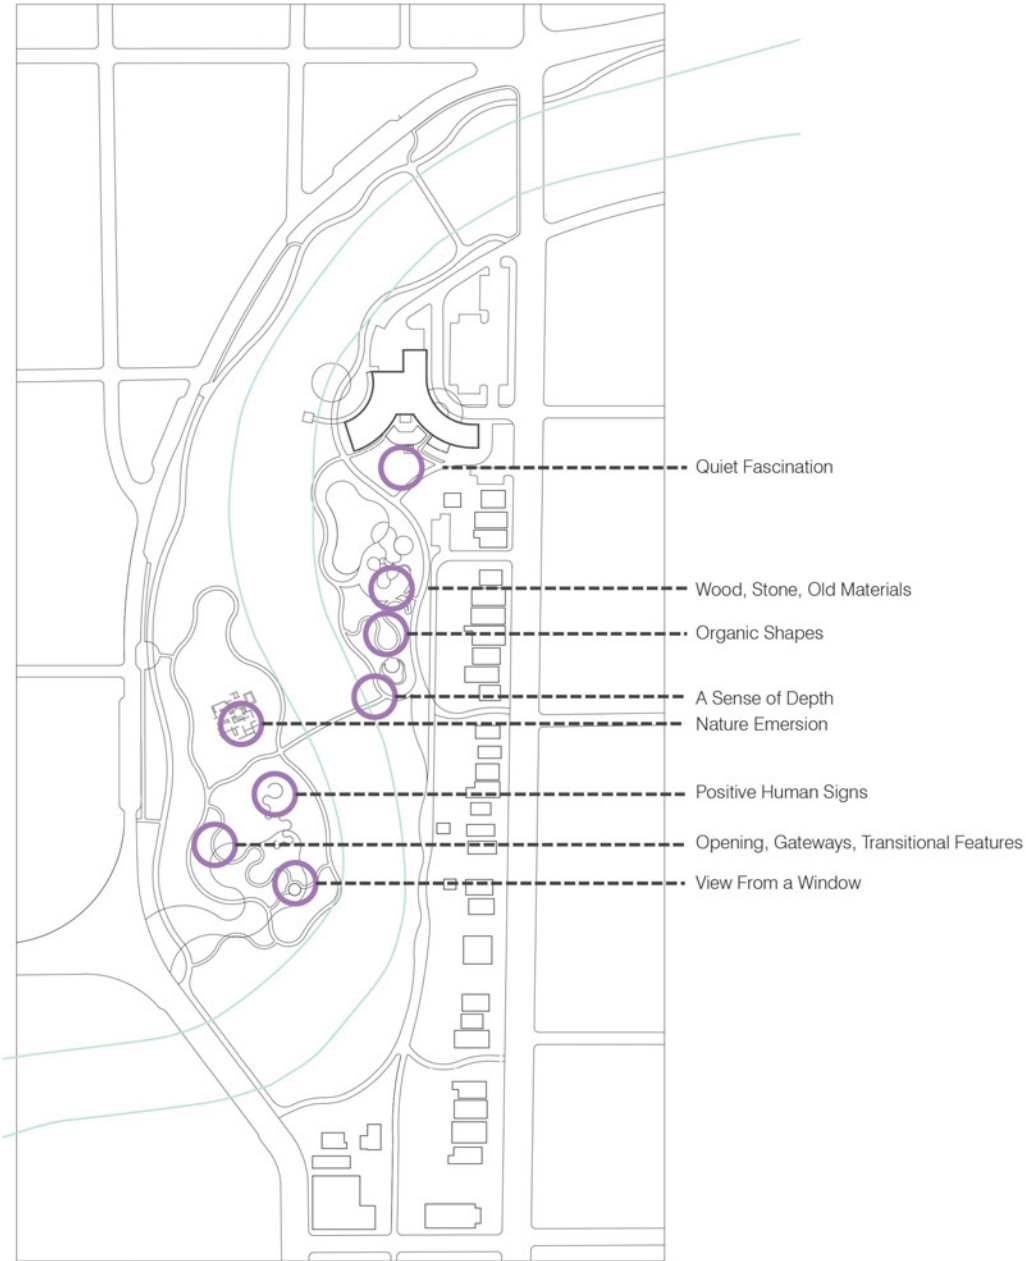 Quiet Fascination
Wood, Stone, Old Materials
Organic Shapes
A Sense of Depth
Nature Emersion
Positive Human Signs
Opening, Gateways, Transitional Features
View From a Window